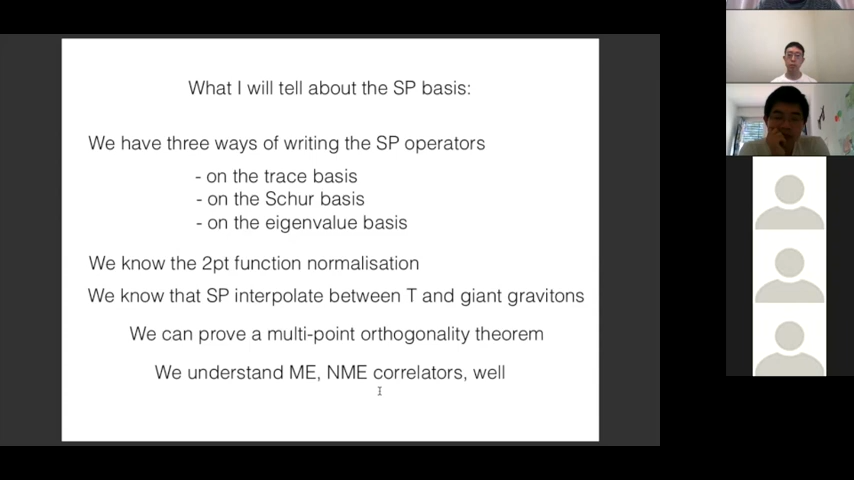 What I will tell about the SP basis:
We have three ways of writing the SP operators
- on the trace basis
- on the Schur basis
- on the eigenvalue basis
We know the 2pt function normalisation
We know that SP interpolate between T and giant gravitons
We can prove a multi-point orthogonality theorem
We understand ME, NME correlators, well